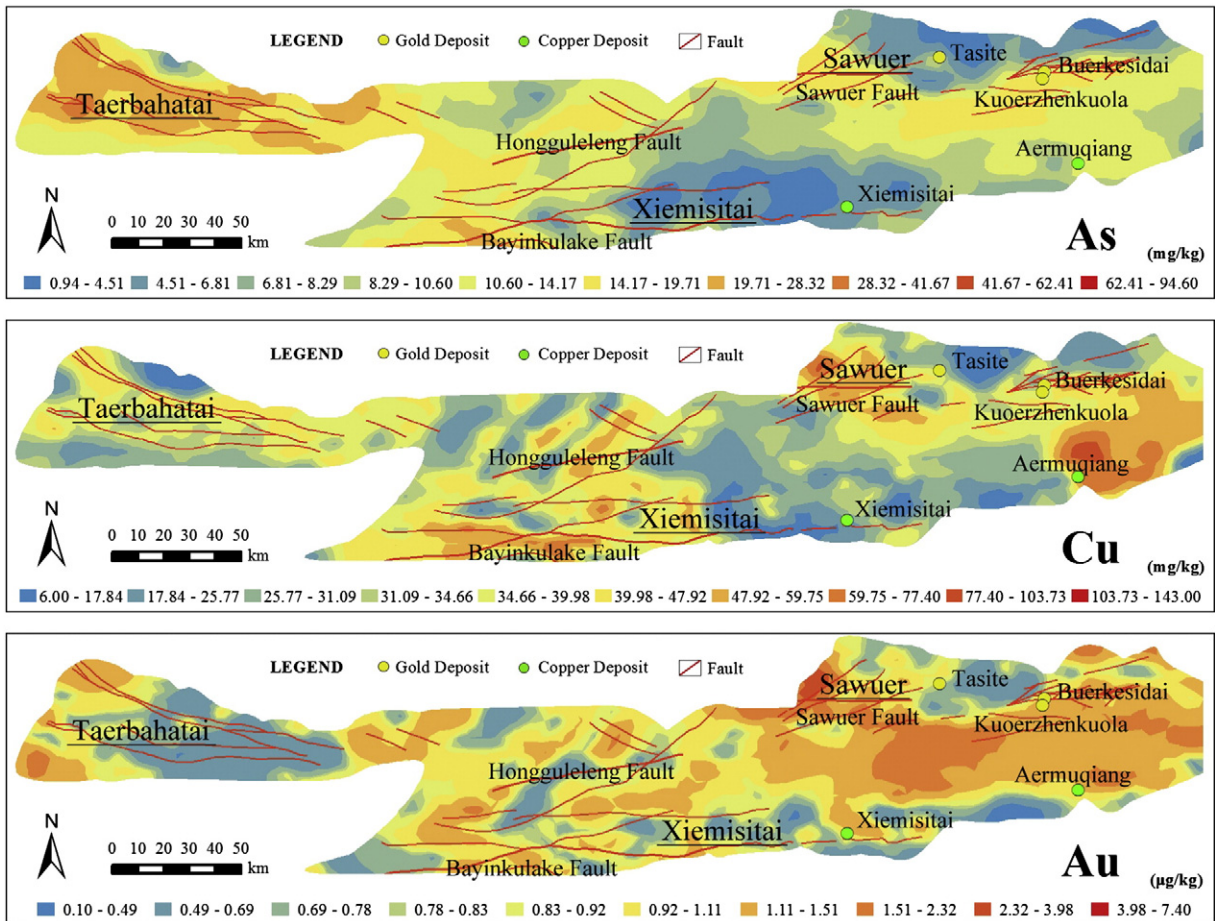 LEGEND Gold Deposit Copper Deposit Fault
Sawuer Tasite
Buerkesidai
Taerbahatai Sawuer Fault Kuoerzhenkuola
Hongguleleng Fault Aermuqiang
N
0 10 20 30 40 50
km
Xiemisitai Xiemisitai
Bayinkulake Fault
As
(mg/kg)
0.94 - 4.51 4.51 - 6.81 6.81 - 8.29 8.29 - 10.60 10.60 - 14.17 14.17 - 19.71 19.71 - 28.32 28.32 - 41.67 41.67 - 62.41 62.41 - 94.60
LEGEND Gold Deposit Copper Deposit Fault
Sawuer Tasite
Buerkesidai
Taerbahatai Sawuer Fault Kuoerzhenkuola
Hongguleleng Fault Aermuqiang
N
0 10 20 30 40 50
km
Xiemisitai Xiemisitai
Bayinkulake Fault
Cu
(mg/kg)
6.00 - 17.84 17.84 - 25.77 25.77 - 31.09 31.09 - 34.66 34.66 - 39.98 39.98 - 47.92 47.92 - 59.75 59.75 - 77.40 77.40 - 103.73 103.73 - 143.00
LEGEND Gold Deposit Copper Deposit Fault
Sawuer Tasite
Buerkesidai
Taerbahatai Sawuer Fault Kuoerzhenkuola
Hongguleleng Fault Aermuqiang
N
0 10 20 30 40 50
km
Xiemisitai Xiemisitai
Bayinkulake Fault
Au
(μg/kg)
0.10 - 0.49 0.49 - 0.69 0.69 - 0.78 0.78 - 0.83 0.83 - 0.92 0.92 - 1.11 1.11 - 1.51 1.51 - 2.32 2.32 - 3.98 3.98 - 7.40